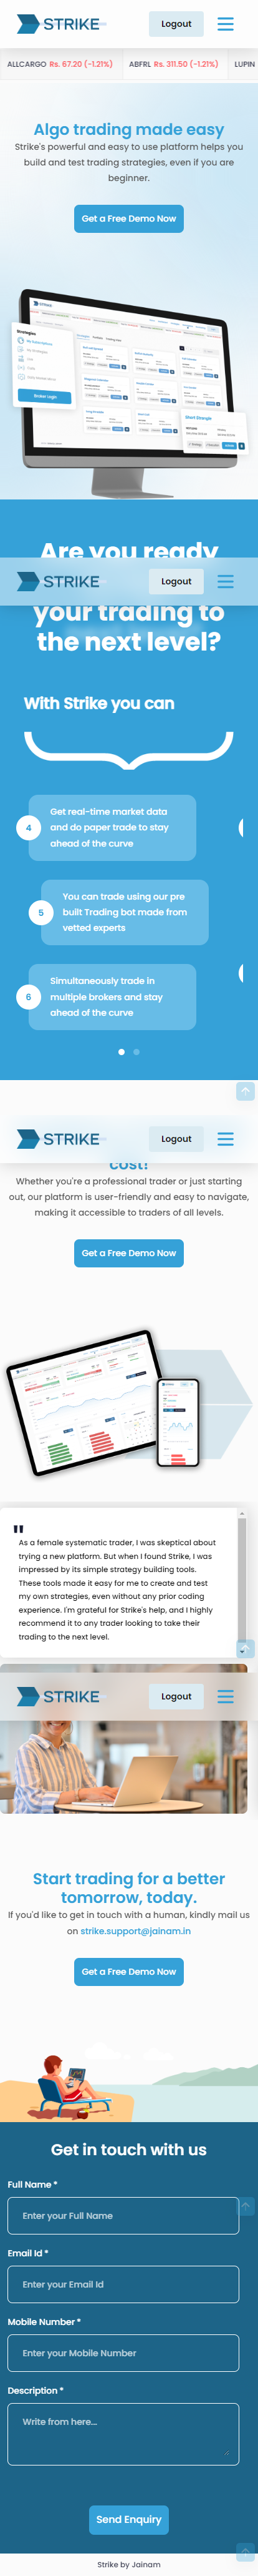 STRIKE
Logout
ALLCARGO Rs. 67.20 (-1.21%) ABFRL Rs. 311.50 (-1.21%) LUPIN
Algo trading made easy
Strike's powerful and easy to use platform helps you
build and test trading strategies, even if you are
beginner.
Get a Free Demo Now
STRIKE
Strategies
Broker Login
Short Strangle
Are you ready
STRIKE
Logout
your trading to
the next level?
With Strike you can
4
Get real-time market data
and do paper trade to stay
ahead of the curve
5
You can trade using our pre
built Trading bot made from
vetted experts
6
Simultaneously trade in
multiple brokers and stay
ahead of the curve
STRIKE
Logout
cost!
Whether you're a professional trader or just starting
out, our platform is user-friendly and easy to navigate,
making it accessible to traders of all levels.
Get a Free Demo Now
"
As a female systematic trader, I was skeptical about
trying a new platform. But when I found Strike, I was
impressed by its simple strategy building tools.
These tools made it easy for me to create and test
my own strategies, even without any prior coding
experience. I'm grateful for Strike's help, and I highly
recommend it to any trader looking to take their
trading to the next level.
STRIKE
Logout
Start trading for a better
tomorrow, today.
If you'd like to get in touch with a human, kindly mail us
on strike.support@jainam.in
Get a Free Demo Now
Get in touch with us
Full Name *
Enter your Full Name
Email Id *
Enter your Email Id
Mobile Number *
Enter your Mobile Number
Description *
Write from here...
Send Enquiry
Strike by Jainam